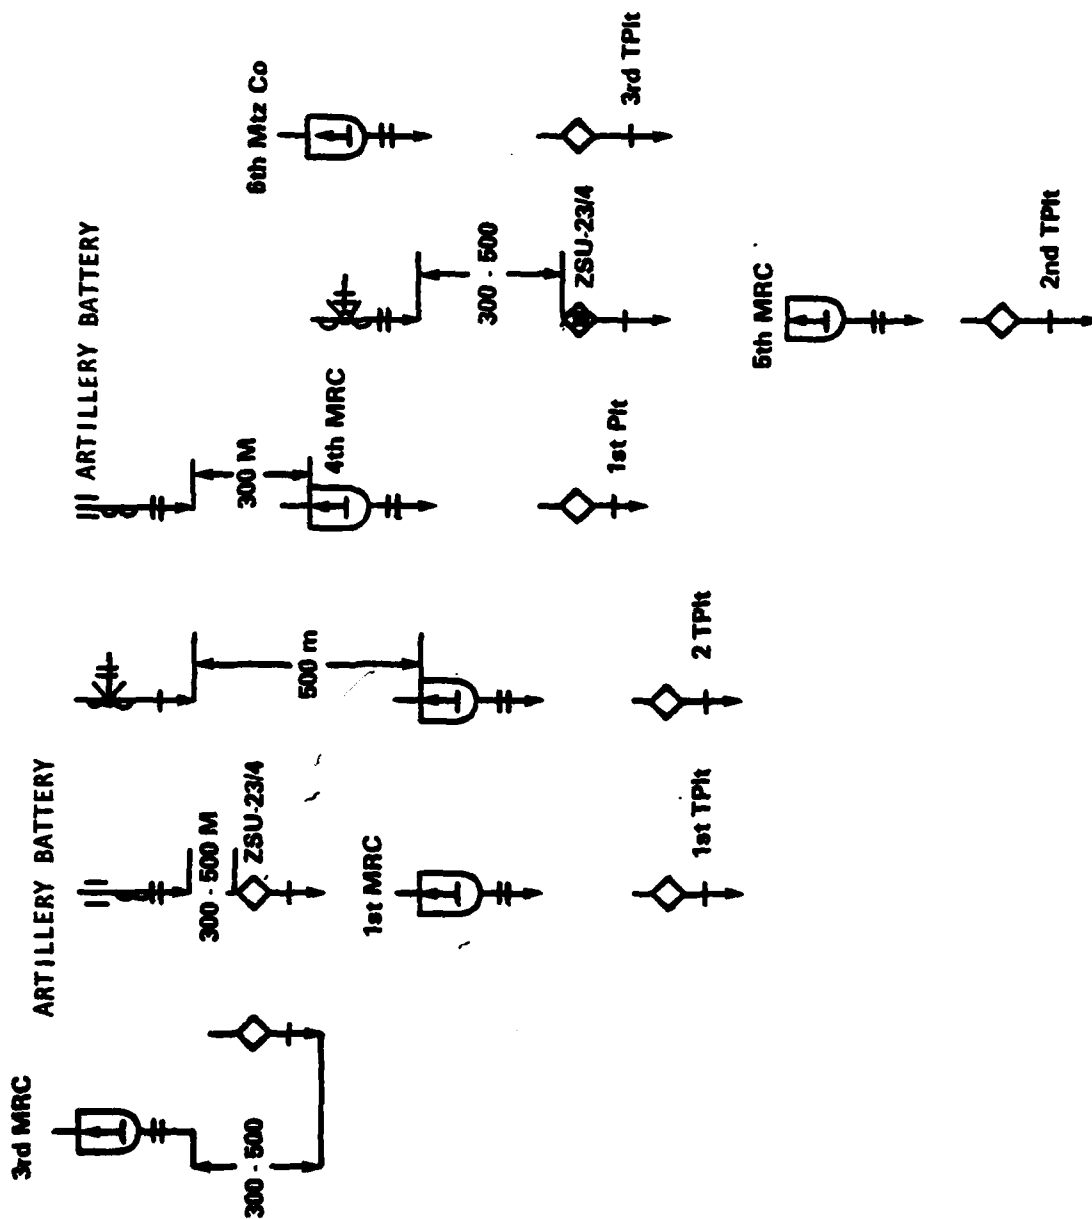 3rd MRC
300 - 500
ARTILLERY BATTERY
300 - 500 M
ZSU-23/4
1st MRC
1st TPlt
500 m
2 TPlt
ARTILLERY BATTERY
300 M
4th MRC
1st Plt
300 - 500
ZSU-23/4
5th MRC
2nd TPlt
6th Mtz Co
3rd TPlt